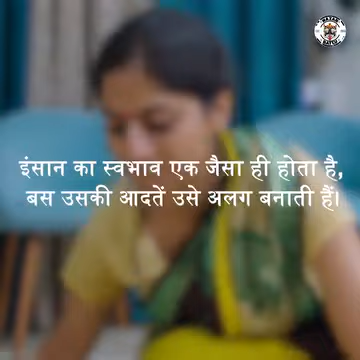 इंसान का स्वभाव एक जैसा ही होता है,
बस उसकी आदतें उसे अलग बनाती हैं।